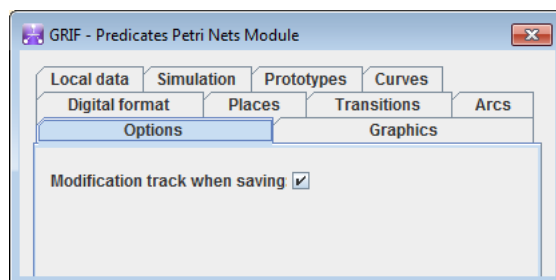 GRIF - Predicates Petri Nets Module
Local data Simulation Prototypes Curves
Digital format Places Transitions Arcs
Options Graphics
Modification track when saving: